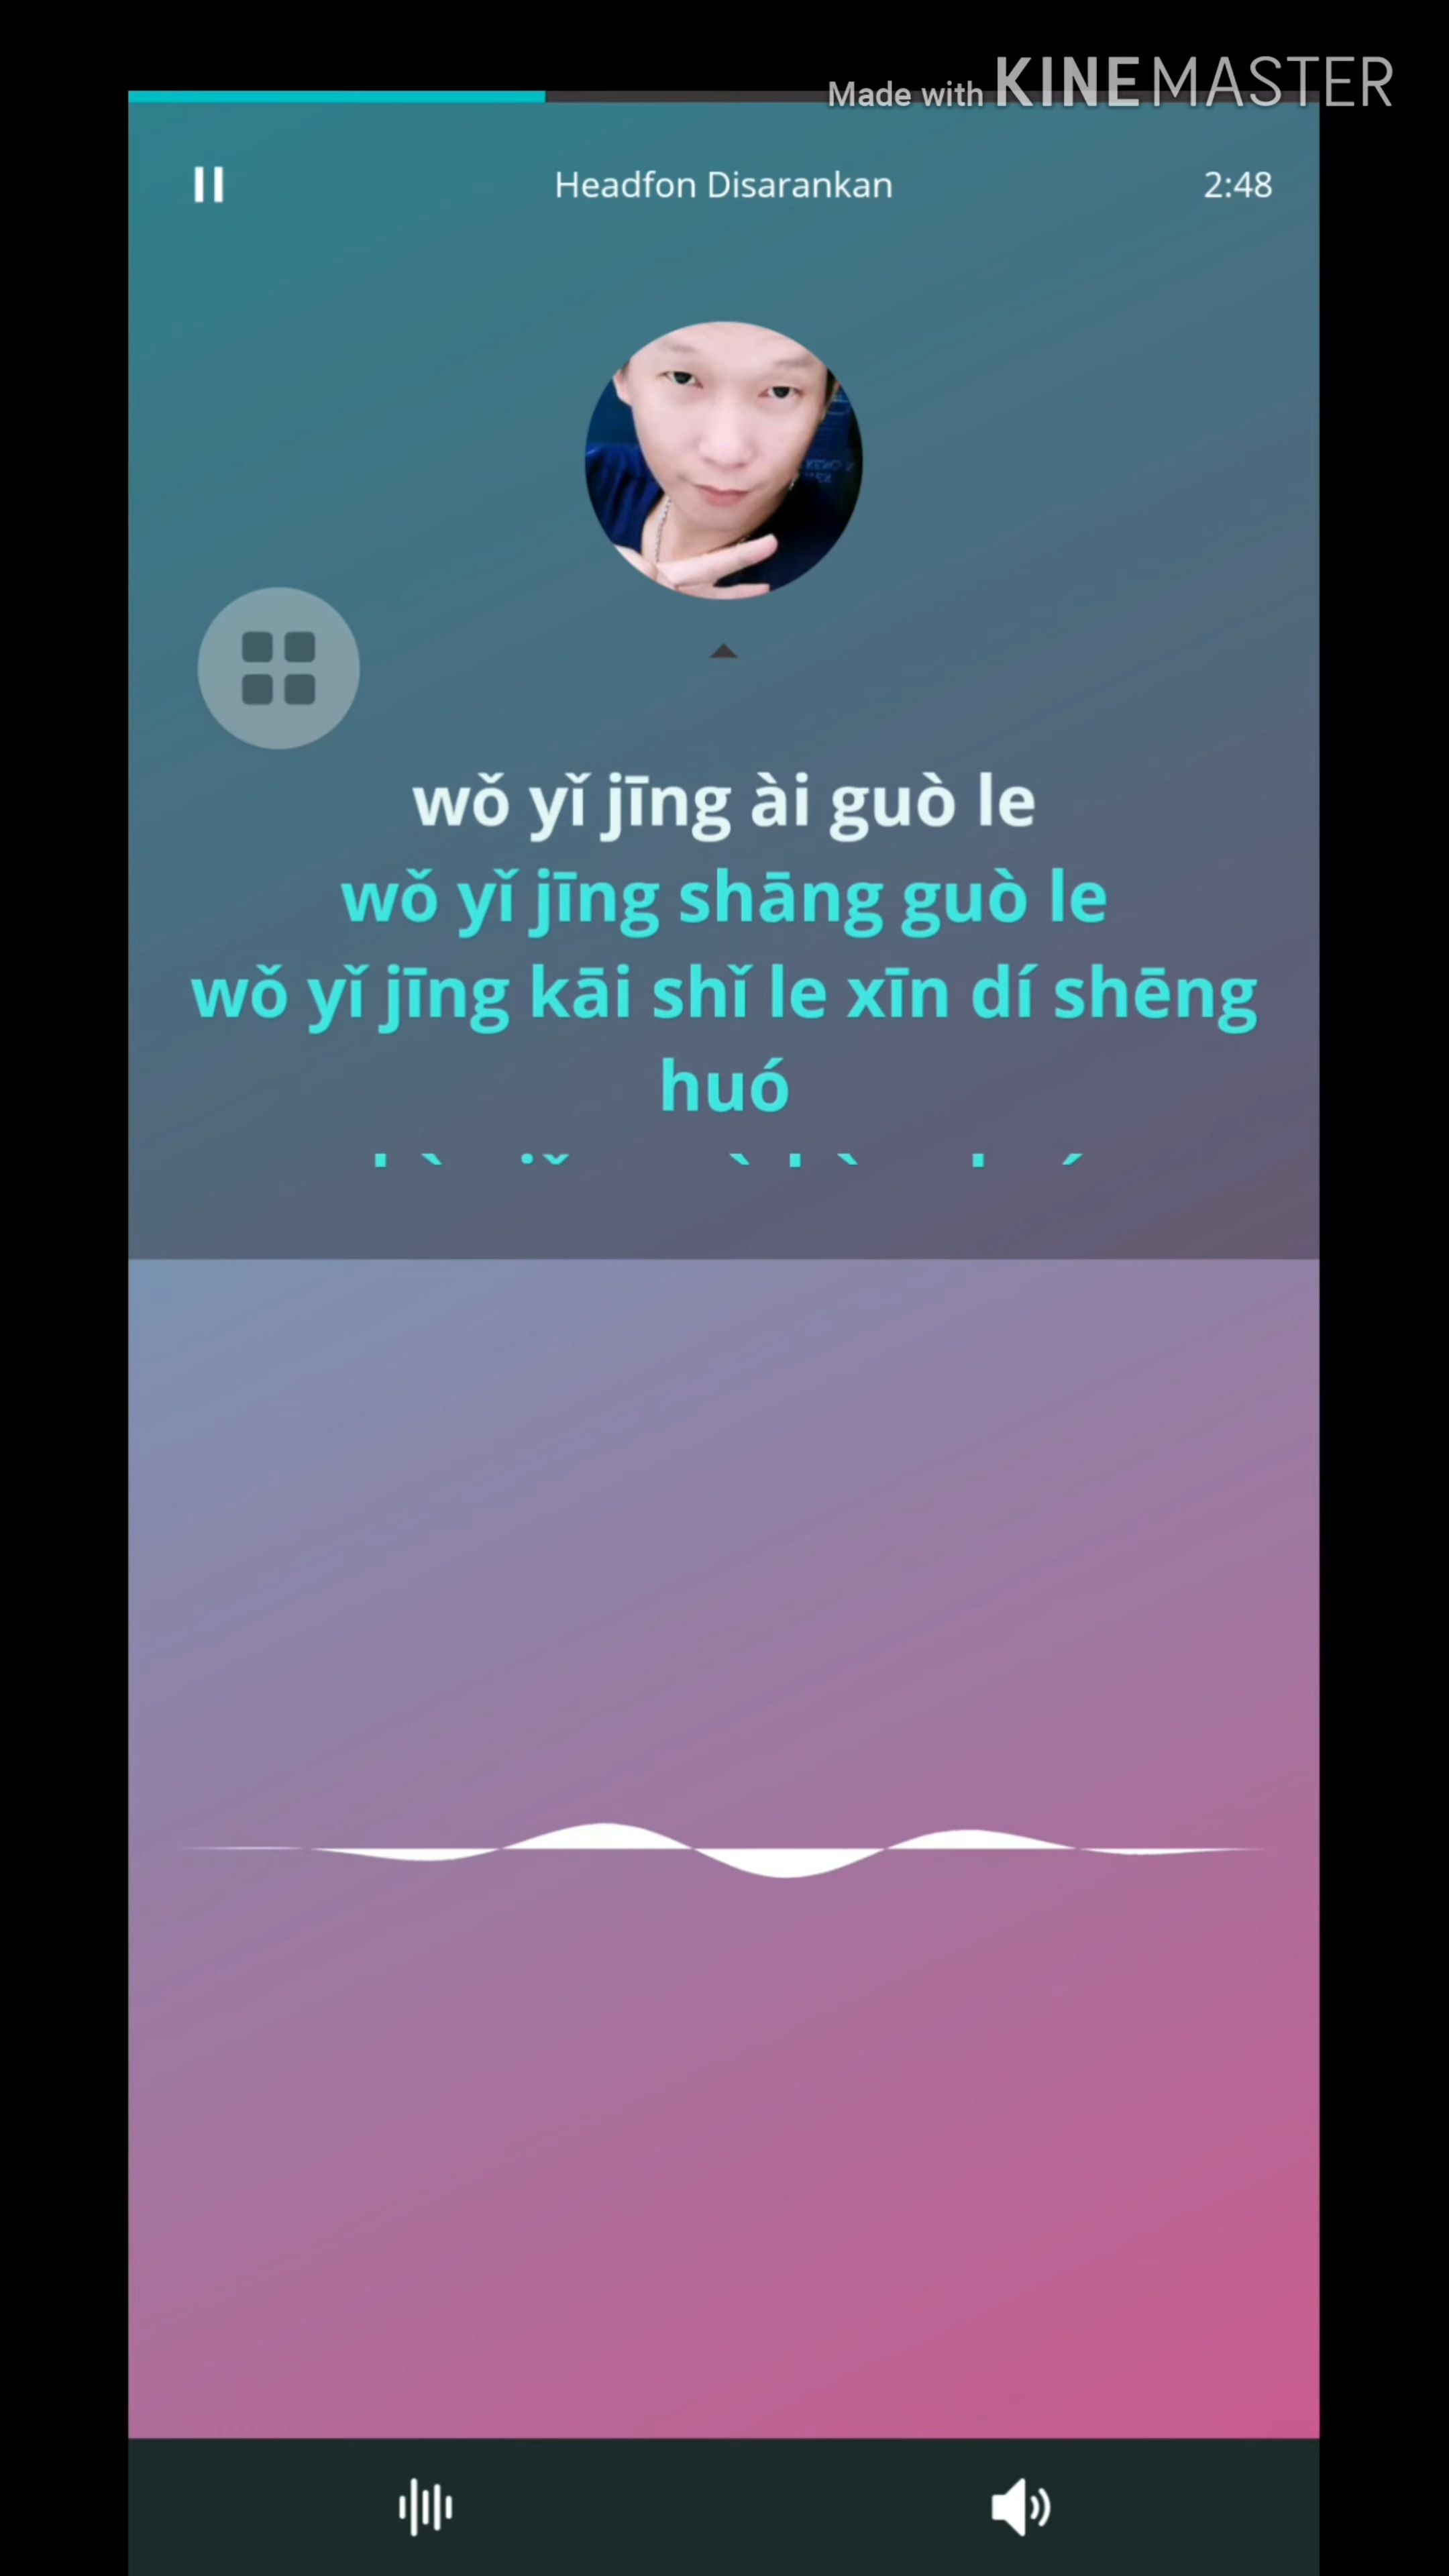 Made with KINEMASTER
Headfon Disarankan 2:48
wǒ yǐ jīng ài guò le
wǒ yǐ jīng shāng guò le
wǒ yǐ jīng kāi shǐ le xīn dí shēng
huó